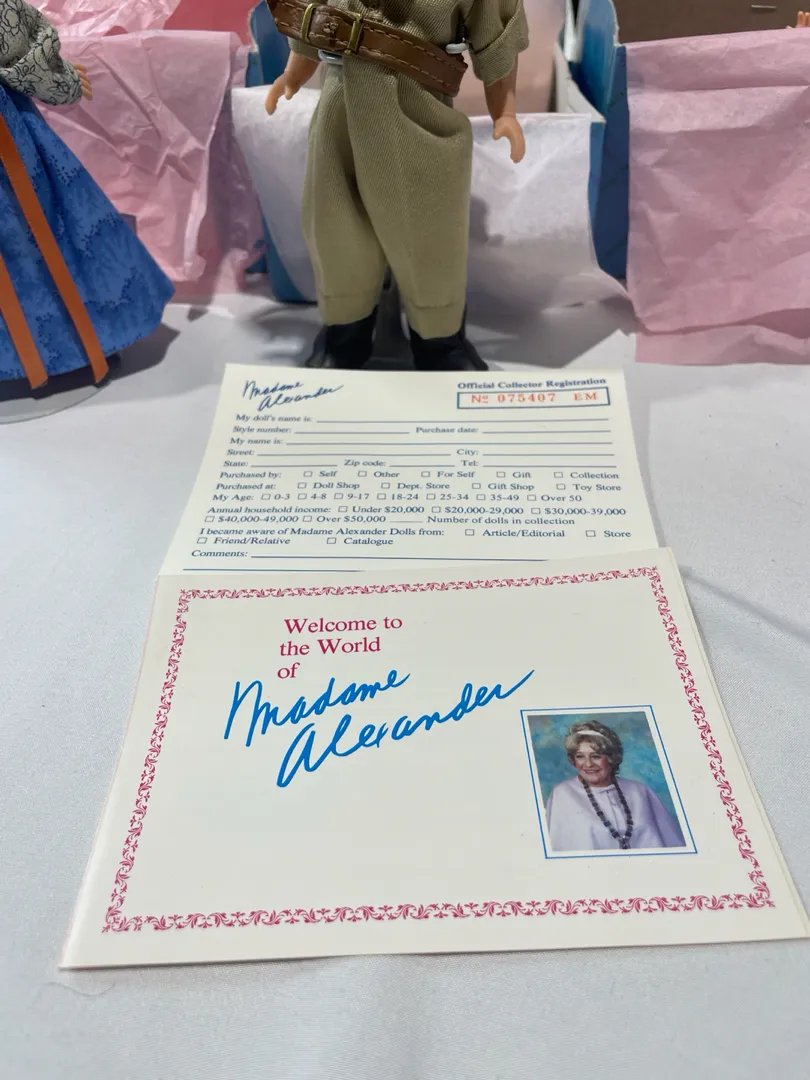 Madame
Alexander
Official Collector Registration
Nº 075407 EM
My doll's name is:
Style number: Purchase date:
My name is:
Street: City:
State: Zip code: Tel:
Purchased by: ☐ Self ☐ Other ☐ For Self ☐ Gift ☐ Collection
Purchased at: ☐ Doll Shop ☐ Dept. Store ☐ Gift Shop ☐ Toy Store
My Age: ☐ 0-3 ☐ 4-8 ☐ 9-17 ☐ 18-24 ☐ 25-34 ☐ 35-49 ☐ Over 50
Annual household income: ☐ Under $20,000 ☐ $20,000-29,000 ☐ $30,000-39,000
☐ $40,000-49,000 ☐ Over $50,000 ______ Number of dolls in collection
I became aware of Madame Alexander Dolls from: ☐ Article/Editorial ☐ Store
☐ Friend/Relative ☐ Catalogue
Comments:
Welcome to
the World
of
Madame
Alexander